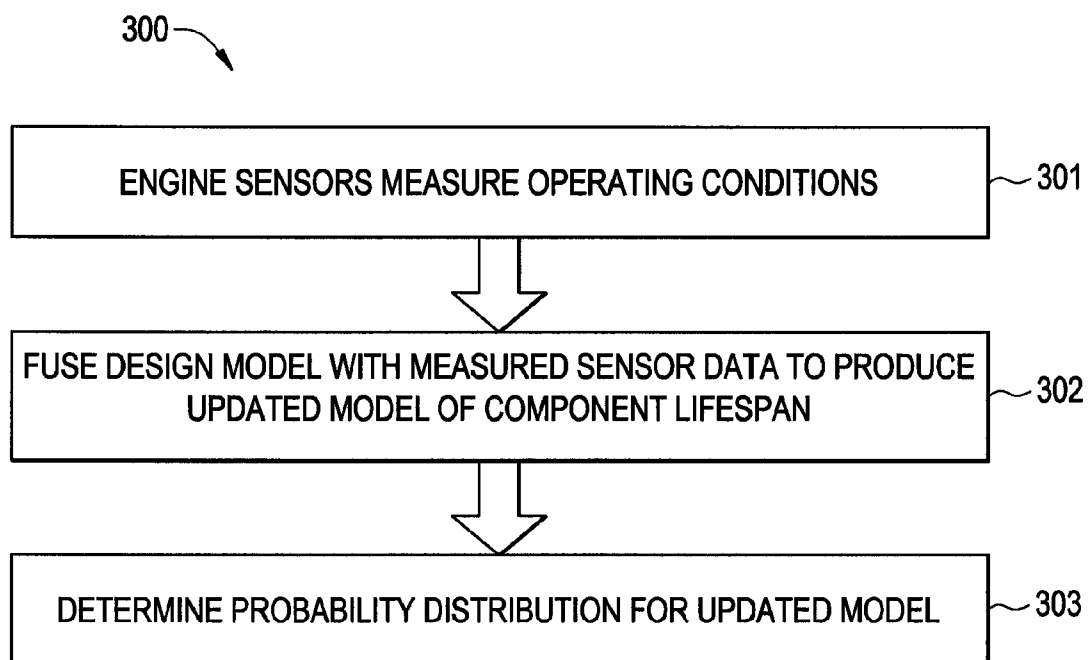 300
ENGINE SENSORS MEASURE OPERATING CONDITIONS
301
FUSE DESIGN MODEL WITH MEASURED SENSOR DATA TO PRODUCE
UPDATED MODEL OF COMPONENT LIFESPAN
302
DETERMINE PROBABILITY DISTRIBUTION FOR UPDATED MODEL
303